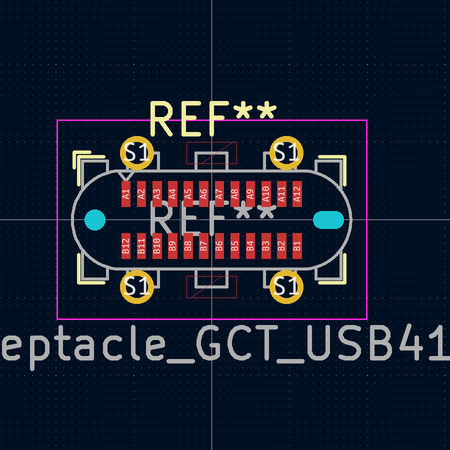 REF**
S1 S1
A1 A2 A3 A4 A5 A6 A7 A8 A9 A10 A11 A12
REF**
B12 B11 B10 B9 B8 B7 B6 B5 B4 B3 B2 B1
S1 S1
eptacle_GCT_USB41